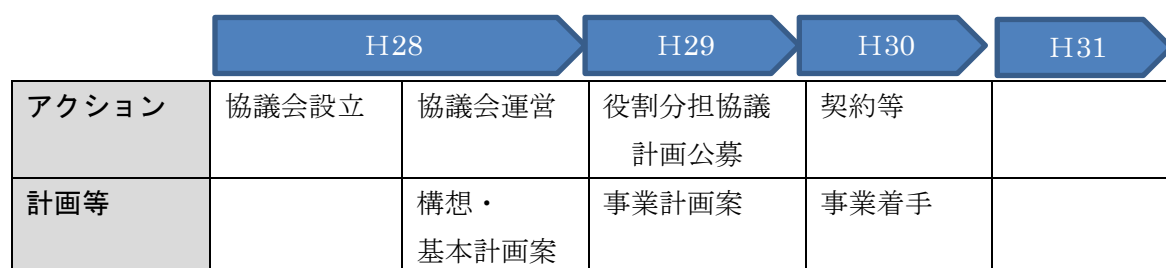 H28 H29 H30 H31
アクション 協議会設立 協議会運営 役割分担協議 契約等
計画公募
計画等 構想・ 事業計画案 事業着手
基本計画案